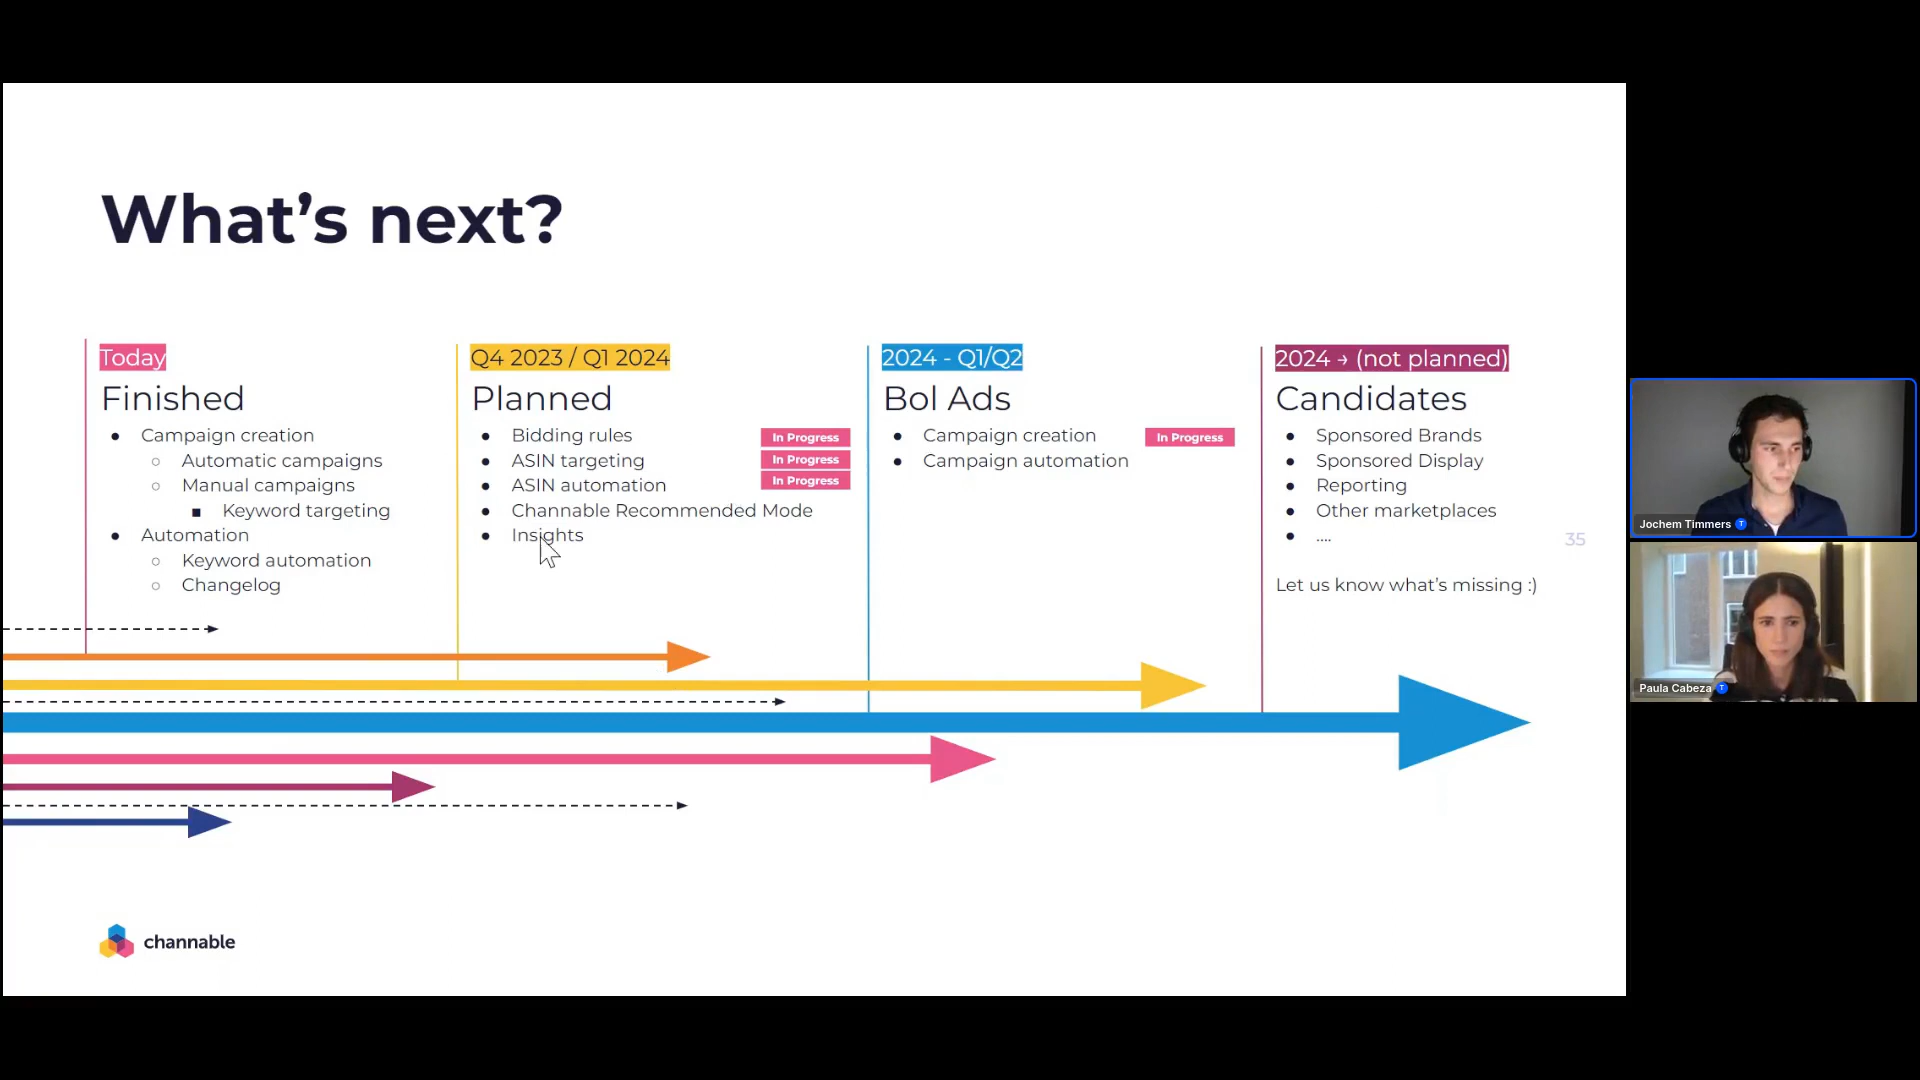 What's next?
Today
Finished
Campaign creation
Automatic campaigns
Manual campaigns
Keyword targeting
Automation
Keyword automation
Changelog
Q4 2023 / Q1 2024
Planned
Bidding rules In Progress
ASIN targeting In Progress
ASIN automation In Progress
Channable Recommended Mode
Insights
2024 - Q1/Q2
Bol Ads
Campaign creation In Progress
Campaign automation
2024 → (not planned)
Candidates
Sponsored Brands
Sponsored Display
Reporting
Other marketplaces
....
Let us know what's missing :)
35
channable
Jochem Timmers T
Paula Cabeza T